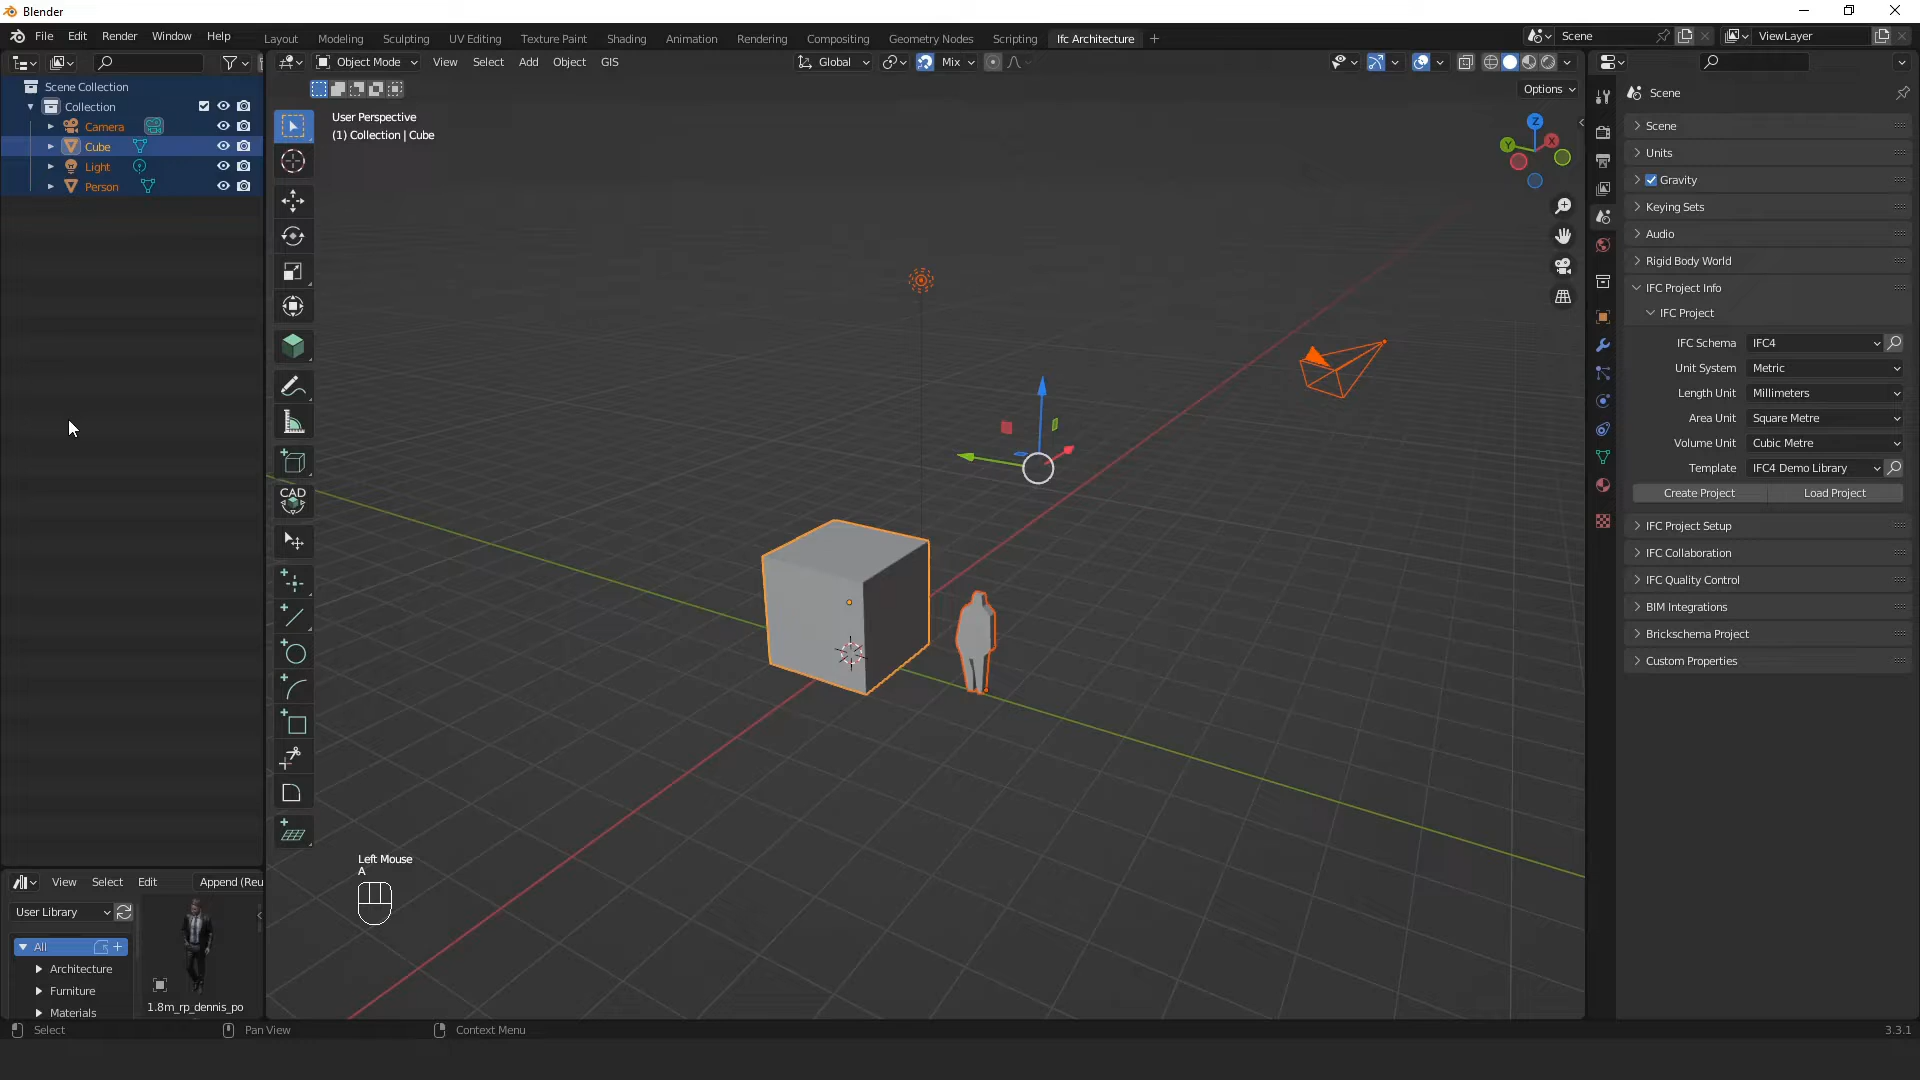 Blender
File Edit Render Window Help
Layout Modeling Sculpting UV Editing Texture Paint Shading Animation Rendering Compositing Geometry Nodes Scripting Ifc Architecture
Scene
ViewLayer
Object Mode View Select Add Object GIS
Global
Mix
Options
Scene Collection
Collection
Camera
Cube
Light
Person
User Perspective
(1) Collection | Cube
Z
Y
X
CAD
Left Mouse
A
Scene
Scene
Units
Gravity
Keying Sets
Audio
Rigid Body World
IFC Project Info
IFC Project
IFC Schema IFC4
Unit System Metric
Length Unit Millimeters
Area Unit Square Metre
Volume Unit Cubic Metre
Template IFC4 Demo Library
Create Project Load Project
IFC Project Setup
IFC Collaboration
IFC Quality Control
BIM Integrations
Brickschema Project
Custom Properties
View Select Edit Append (Reu
User Library
All
Architecture
Furniture
Materials
1.8m_rp_dennis_po
Select Pan View Context Menu
3.3.1